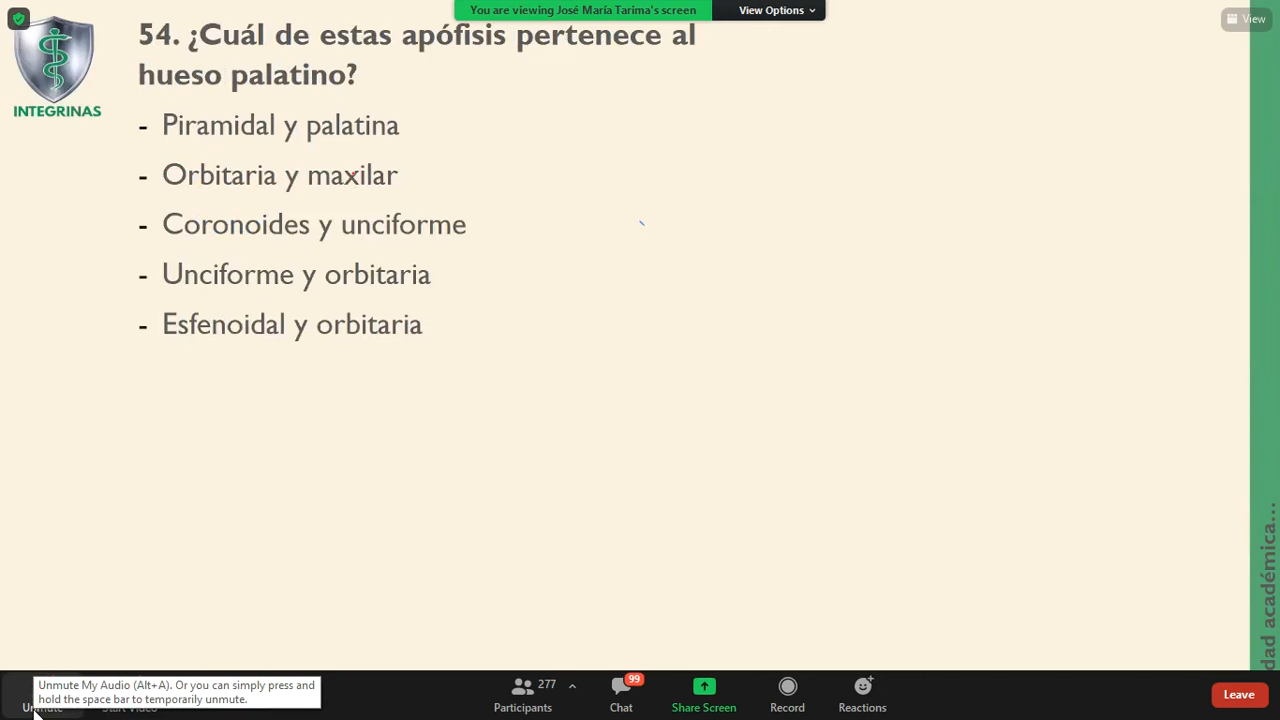 You are viewing José María Tarima's screen
View Options
View
54. ¿Cuál de estas apófisis pertenece al
hueso palatino?
INTEGRINAS
- Piramidal y palatina
- Orbitaria y maxilar
- Coronoides y unciforme
- Unciforme y orbitaria
- Esfenoidal y orbitaria
dad académica...
Unmute My Audio (Alt+A). Or you can simply press and
hold the space bar to temporarily unmute.
Unmute
Start Video
277
Participants
99
Chat
Share Screen
Record
Reactions
Leave